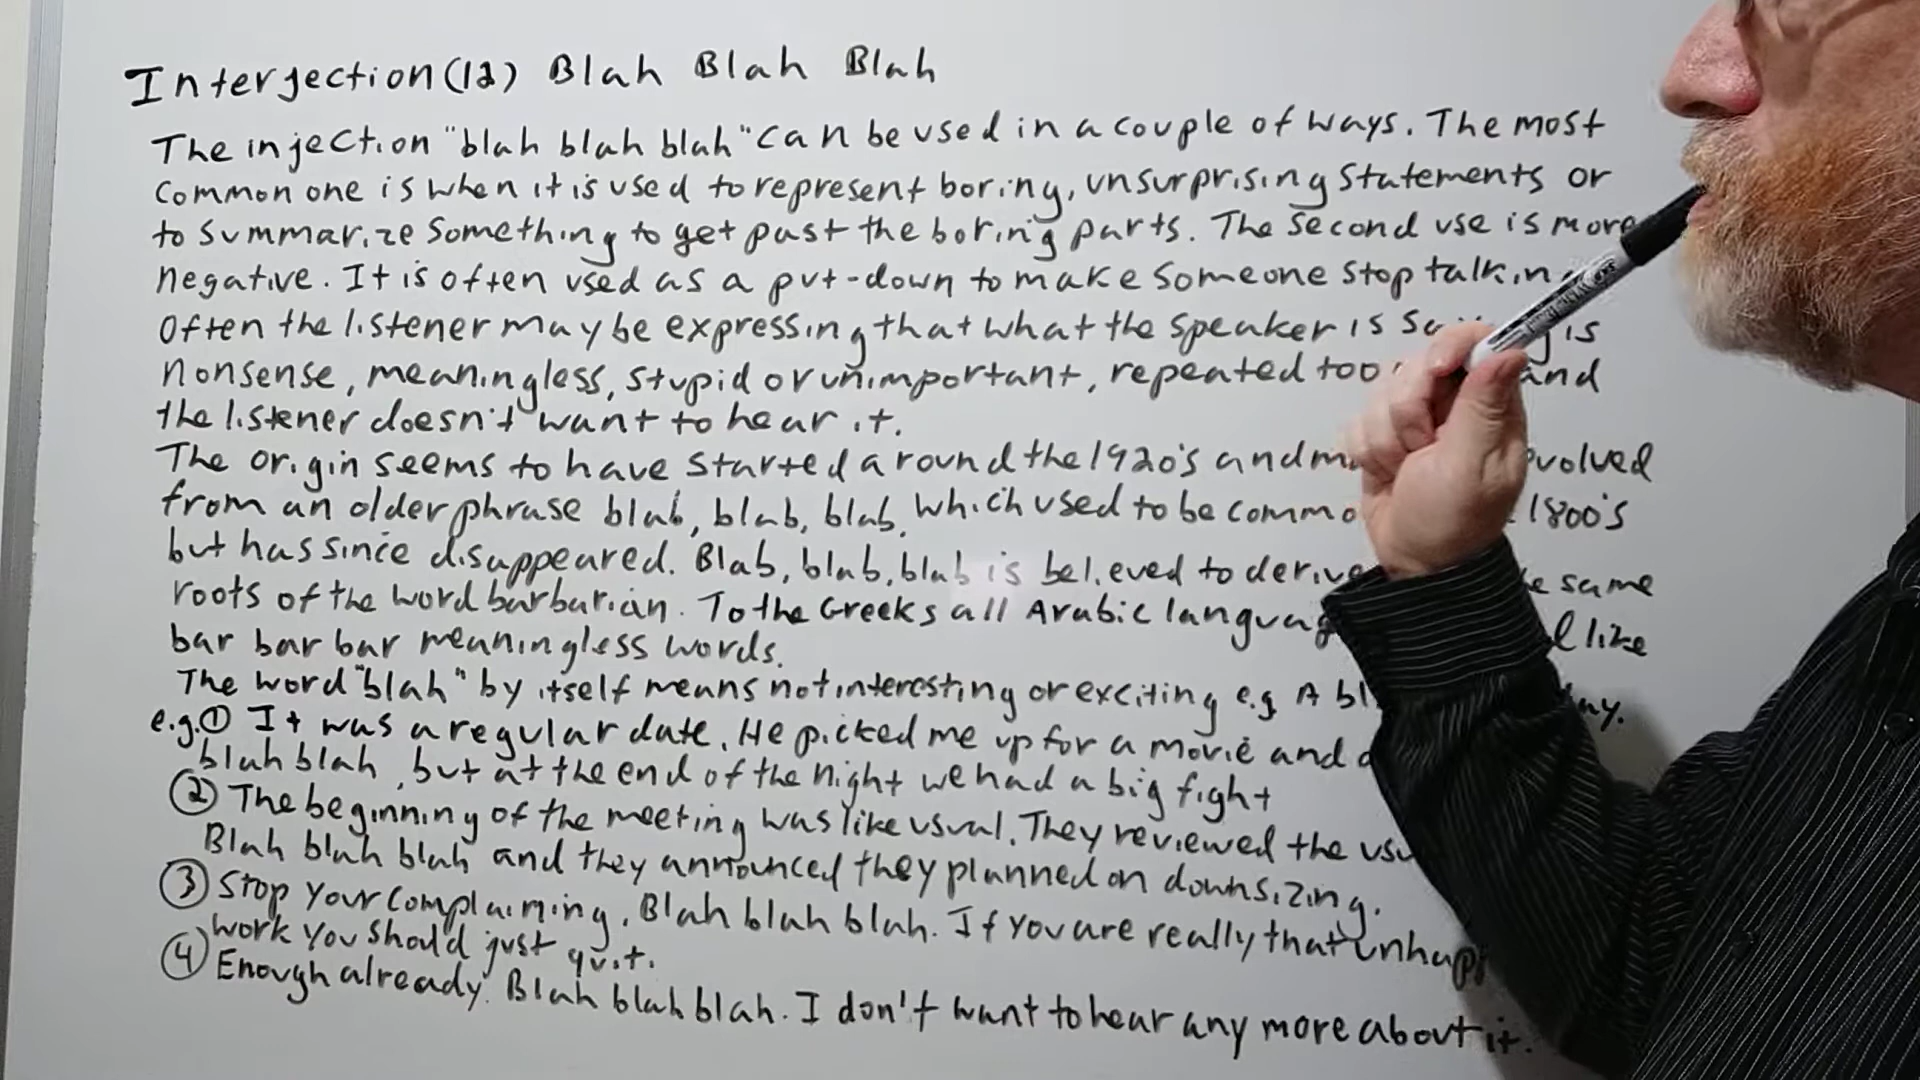 Interjection(12) Blah Blah Blah
The injection "blah blah blah" can be used in a couple of ways. The most
common one is when it is used to represent boring, unsurprising statements or
to summarize something to get past the boring parts. The second use is more
negative. It is often used as a put-down to make someone stop
Often the listener may be expressing that what the speaker is is
nonsense, meaningless, stupid or unimportant, repeated too and
the listener doesn't want to hear it.
The origin seems to have started around the 1920's and
from an older phrase blab, blab, blab, which used to be 1800's
but has since disappeared. Blab, blab, blab is believed to same
roots of the word barbarian. To the Greeks all Arabic like
bar bar bar meaningless words.
The word "blah" by itself means not interesting or exciting e.g. A
e.g. ① It was a regular date. He picked me up for a movie and
blah blah, but at the end of the night we had a big fight
② The beginning of the meeting was like usual. They reviewed the
Blah blah blah and they announced they planned on downsizing.
③ Stop your complaining. Blah blah blah. If you are really that
work you should just quit.
④ Enough already. Blah blah blah. I don't want to hear any more about it.